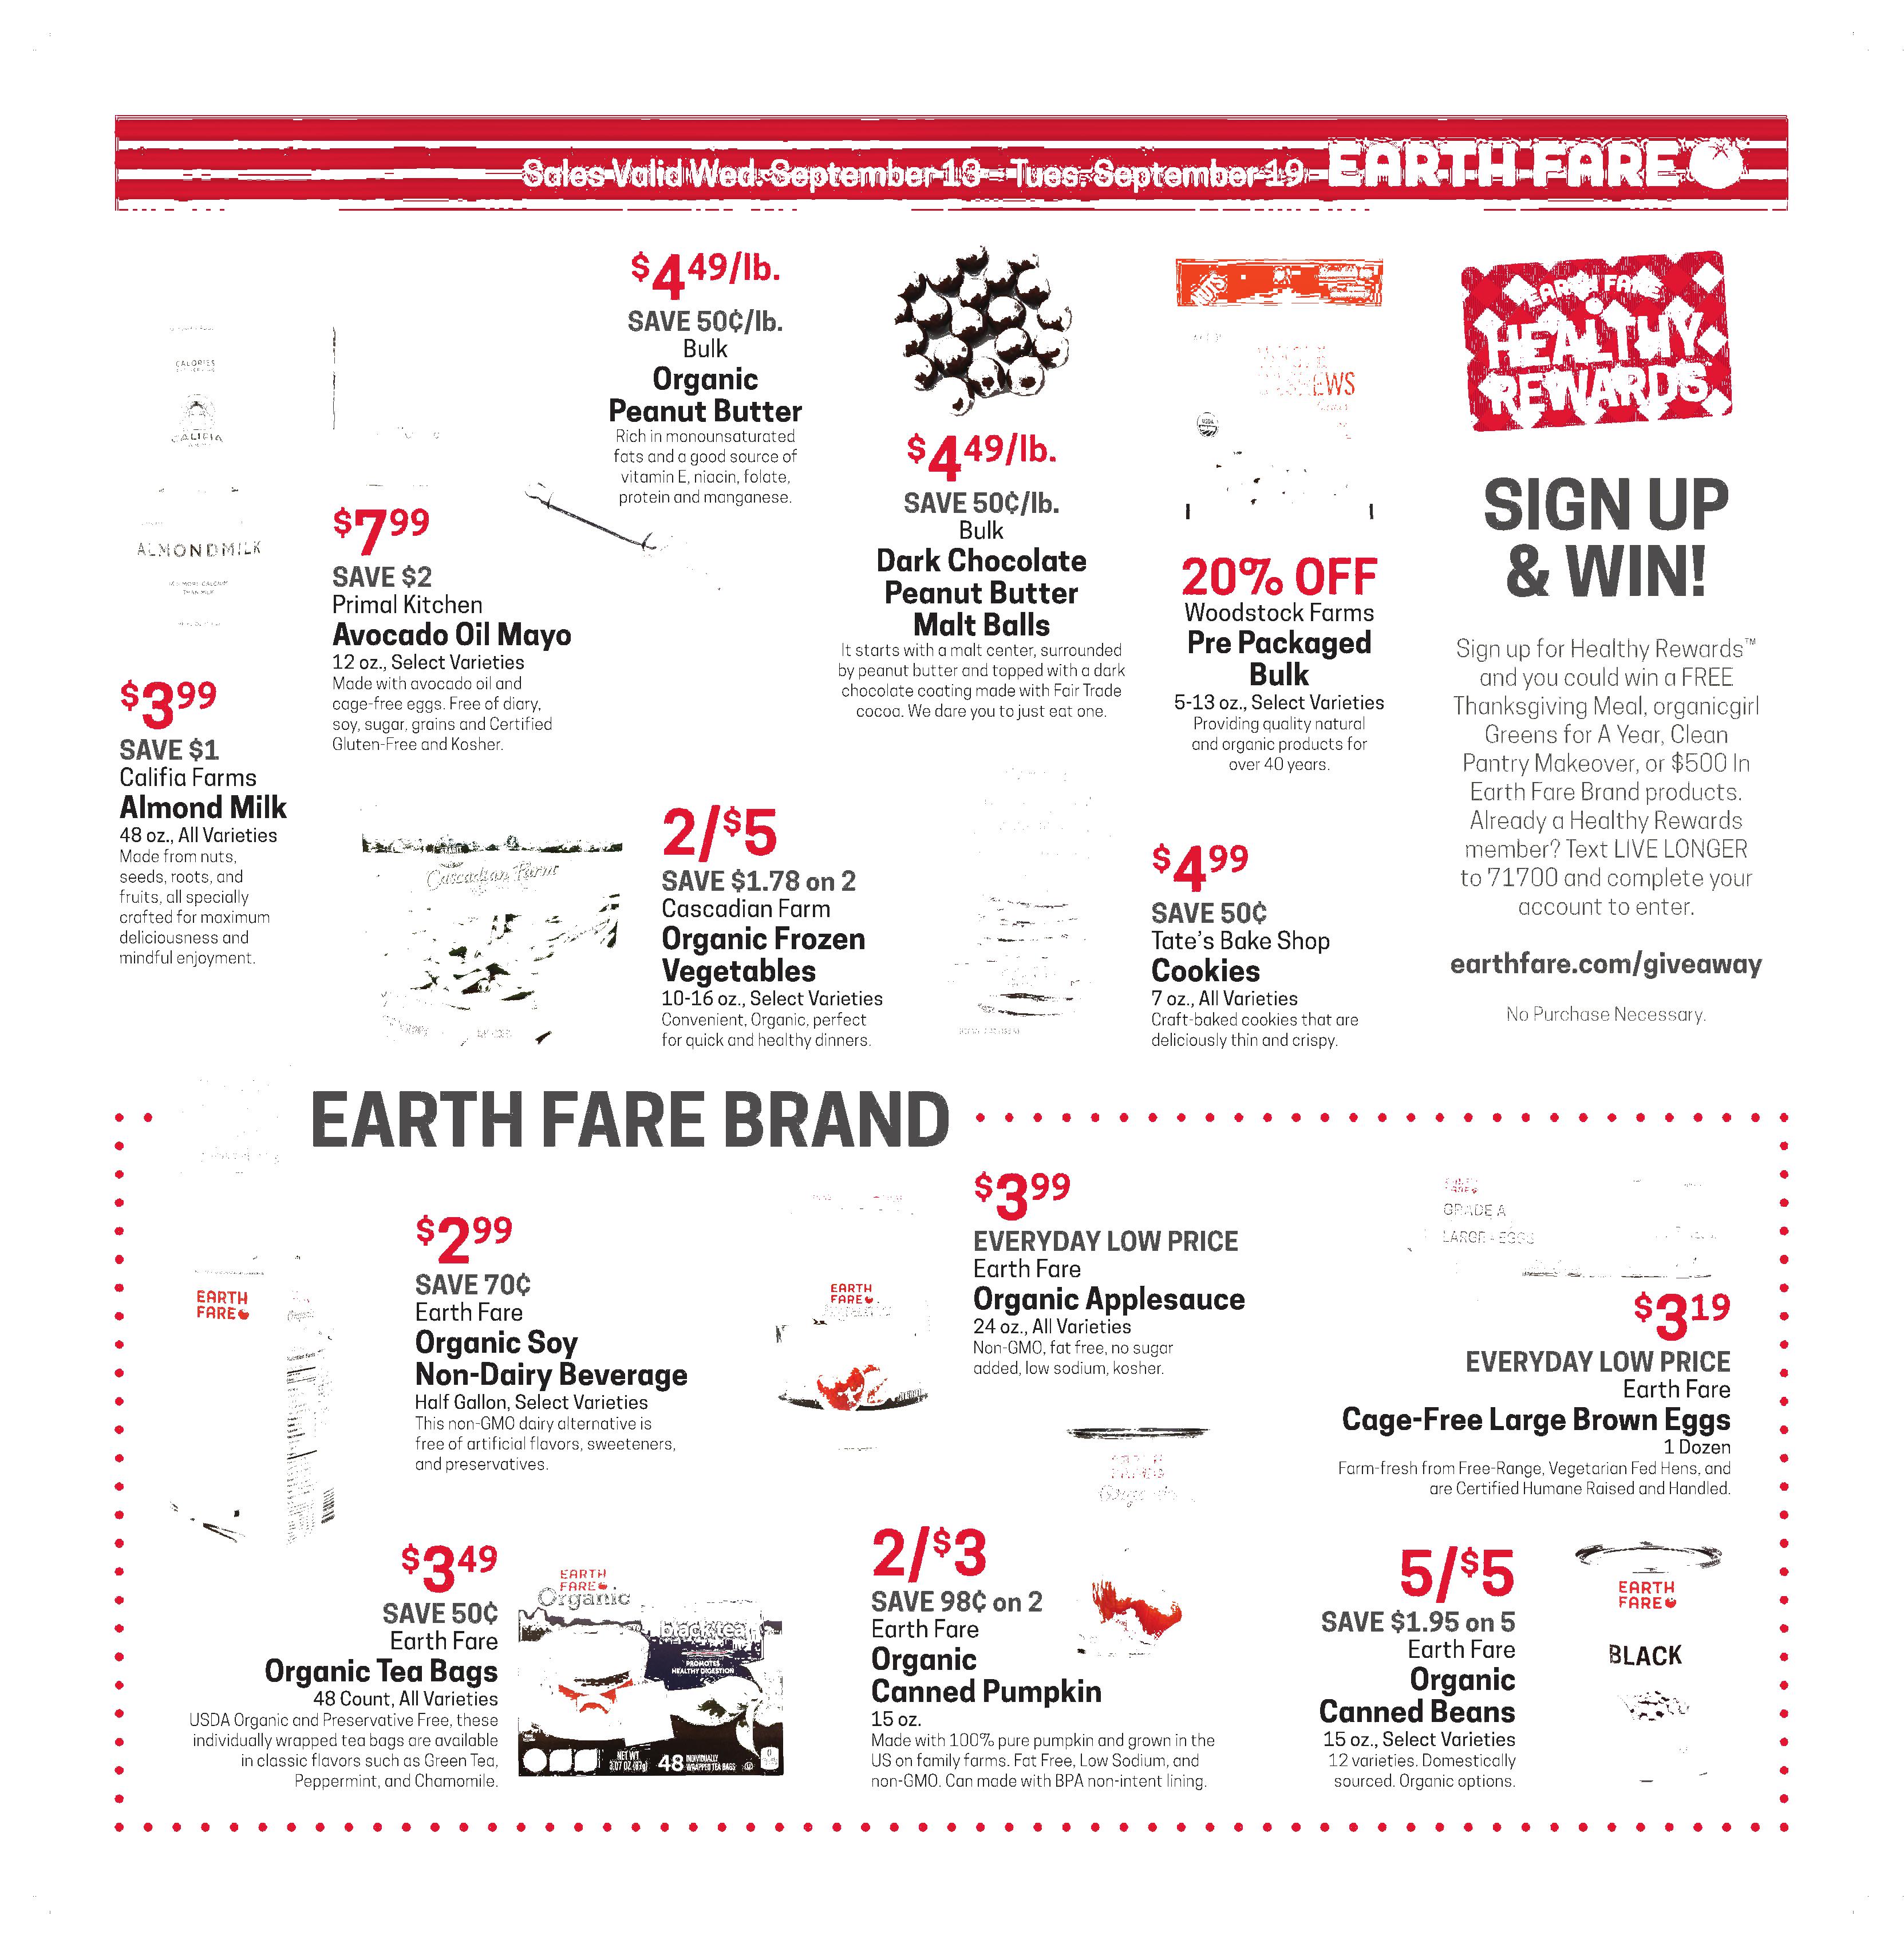 Sales Valid Wed. September 13 - Tues. September 19
EARTH FARE
CALORIES
CALIFIA
ALMONDMILK
$3.99
SAVE $1
Califia Farms
Almond Milk
48 oz., All Varieties
Made from nuts,
seeds, roots, and
fruits, all specially
crafted for maximum
deliciousness and
mindful enjoyment.
$7.99
SAVE $2
Primal Kitchen
Avocado Oil Mayo
12 oz., Select Varieties
Made with avocado oil and
cage-free eggs. Free of diary,
soy, sugar, grains and Certified
Gluten-Free and Kosher.
$4.49/lb.
SAVE 50¢/lb.
Bulk
Organic
Peanut Butter
Rich in monounsaturated
fats and a good source of
vitamin E, niacin, folate,
protein and manganese.
$4.49/lb.
SAVE 50¢/lb.
Bulk
Dark Chocolate
Peanut Butter
Malt Balls
It starts with a malt center, surrounded
by peanut butter and topped with a dark
chocolate coating made with Fair Trade
cocoa. We dare you to just eat one.
NUTS
20% OFF
Woodstock Farms
Pre Packaged
Bulk
5-13 oz., Select Varieties
Providing quality natural
and organic products for
over 40 years.
Cascadian Farm
2/$5
SAVE $1.78 on 2
Cascadian Farm
Organic Frozen
Vegetables
10-16 oz., Select Varieties
Convenient, Organic, perfect
for quick and healthy dinners.
$4.99
SAVE 50¢
Tate's Bake Shop
Cookies
7 oz., All Varieties
Craft-baked cookies that are
deliciously thin and crispy.
EARTH FARE
HEALTHY
REWARDS
SIGN UP
& WIN!
Sign up for Healthy Rewards™
and you could win a FREE
Thanksgiving Meal, organicgirl
Greens for A Year, Clean
Pantry Makeover, or $500 In
Earth Fare Brand products.
Already a Healthy Rewards
member? Text LIVE LONGER
to 71700 and complete your
account to enter.
earthfare.com/giveaway
No Purchase Necessary.
EARTH FARE BRAND
EARTH
FARE
$2.99
SAVE 70¢
Earth Fare
Organic Soy
Non-Dairy Beverage
Half Gallon, Select Varieties
This non-GMO dairy alternative is
free of artificial flavors, sweeteners,
and preservatives.
EARTH
FARE
$3.99
EVERYDAY LOW PRICE
Earth Fare
Organic Applesauce
24 oz., All Varieties
Non-GMO, fat free, no sugar
added, low sodium, kosher.
GRADE A
LARGE EGGS
$3.19
EVERYDAY LOW PRICE
Earth Fare
Cage-Free Large Brown Eggs
1 Dozen
Farm-fresh from Free-Range, Vegetarian Fed Hens, and
are Certified Humane Raised and Handled.
$3.49
SAVE 50¢
Earth Fare
Organic Tea Bags
48 Count, All Varieties
USDA Organic and Preservative Free, these
individually wrapped tea bags are available
in classic flavors such as Green Tea,
Peppermint, and Chamomile.
EARTH
FARE
Organic
black tea
PROMOTES
HEALTHY DIGESTION
NET WT
3.07 OZ (87g)
48 INDIVIDUALLY
WRAPPED TEA BAGS
2/$3
SAVE 98¢ on 2
Earth Fare
Organic
Canned Pumpkin
15 oz.
Made with 100% pure pumpkin and grown in the
US on family farms. Fat Free, Low Sodium, and
non-GMO. Can made with BPA non-intent lining.
5/$5
SAVE $1.95 on 5
Earth Fare
Organic
Canned Beans
15 oz., Select Varieties
12 varieties. Domestically
sourced. Organic options.
EARTH
FARE
BLACK